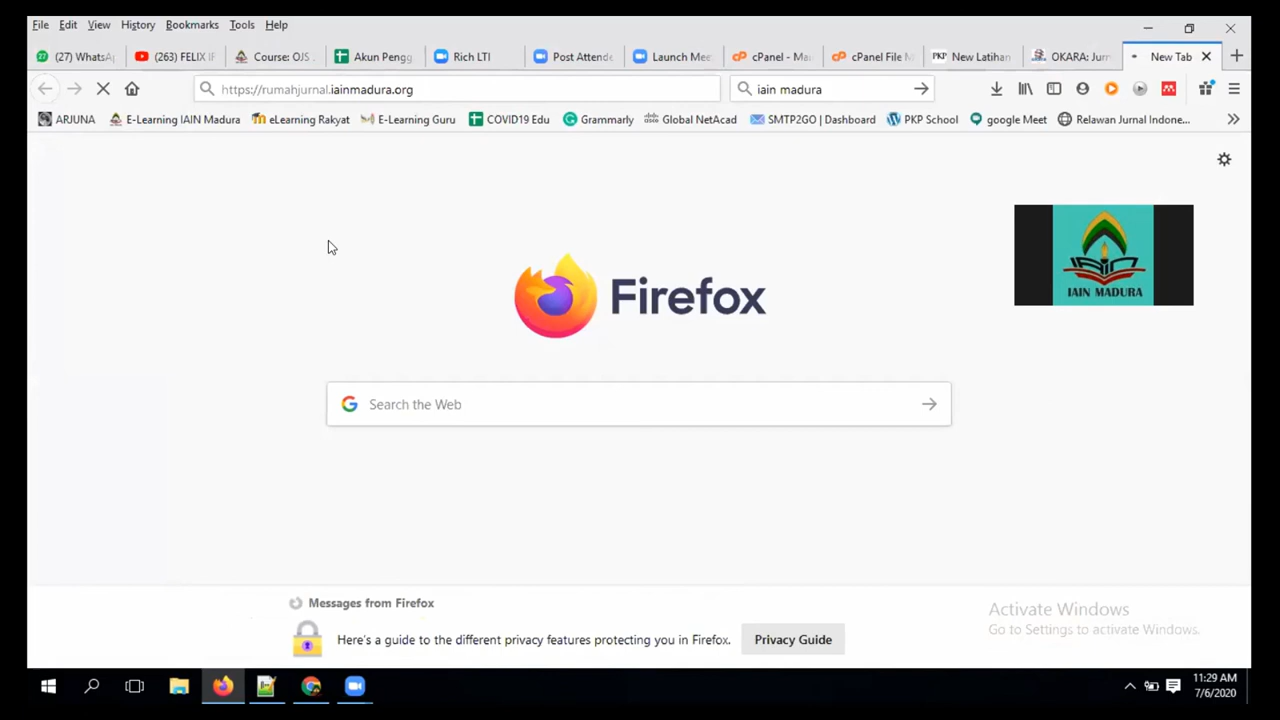 File Edit View History Bookmarks Tools Help
(27) WhatsAp
(263) FELIX IF
Course: OJS
Akun Pengg
Rich LTI
Post Attende
Launch Mee
cPanel - Ma
cPanel File M
PKP New Latihan
OKARA: Jurn
New Tab
https://rumahjurnal.iainmadura.org
iain madura
ARJUNA
E-Learning IAIN Madura
eLearning Rakyat
E-Learning Guru
COVID19 Edu
Grammarly
Global NetAcad
SMTP2GO | Dashboard
PKP School
google Meet
Relawan Jurnal Indone...
IAIN MADURA
Firefox
Search the Web
Messages from Firefox
Here's a guide to the different privacy features protecting you in Firefox.
Privacy Guide
Activate Windows
Go to Settings to activate Windows.
11:29 AM
7/6/2020